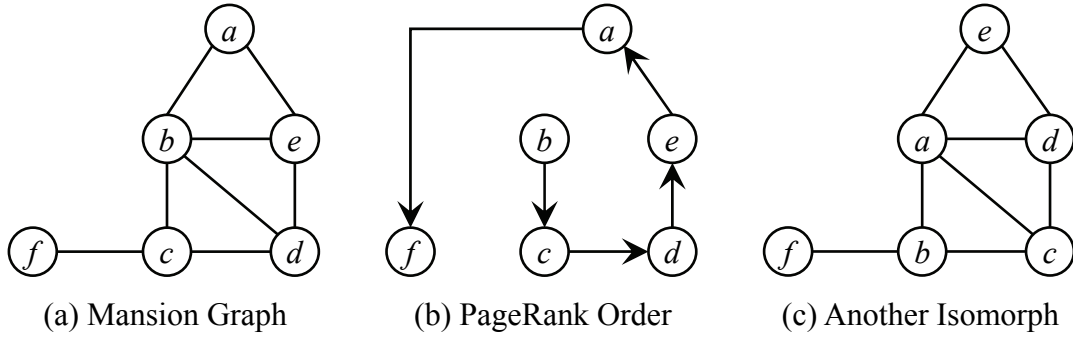 a
b e
f c d
a
b e
f c d
e
a d
f b c
(a) Mansion Graph
(b) PageRank Order
(c) Another Isomorph